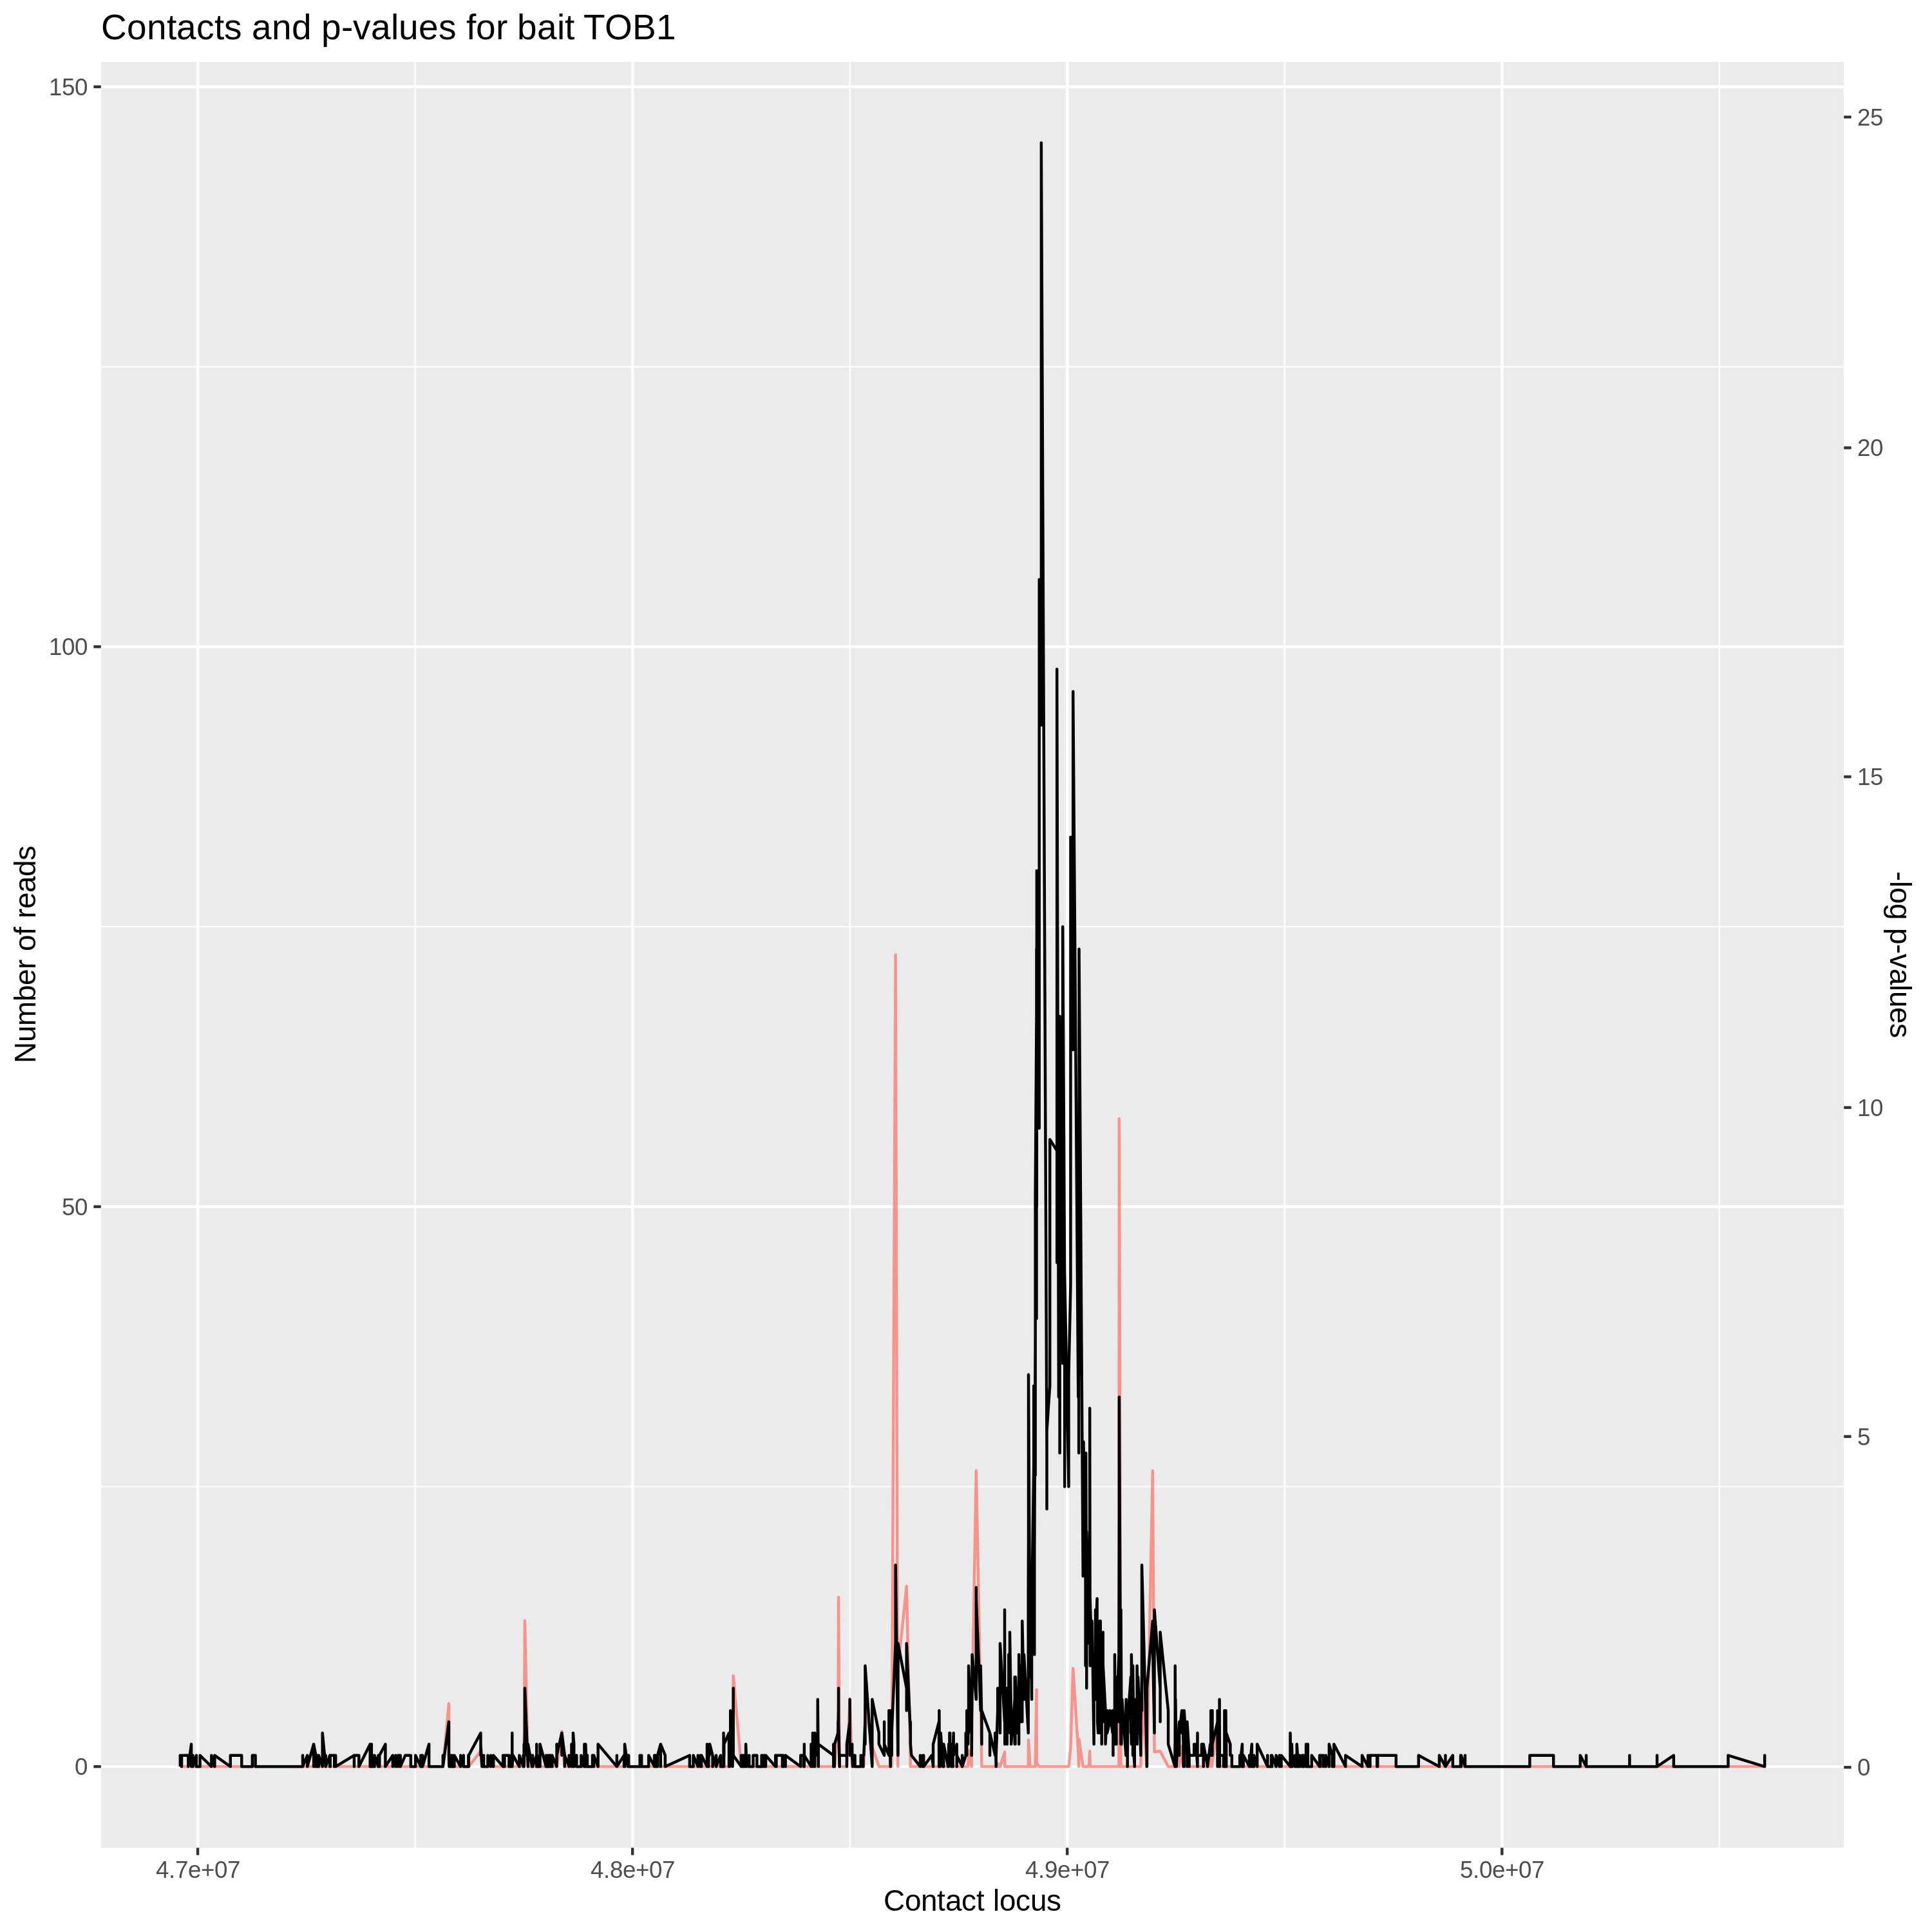 Contacts and p-values for bait TOB1
150
100
50
0
Number of reads
25
20
15
10
5
0
-log p-values
4.7e+07
4.8e+07
4.9e+07
5.0e+07
Contact locus